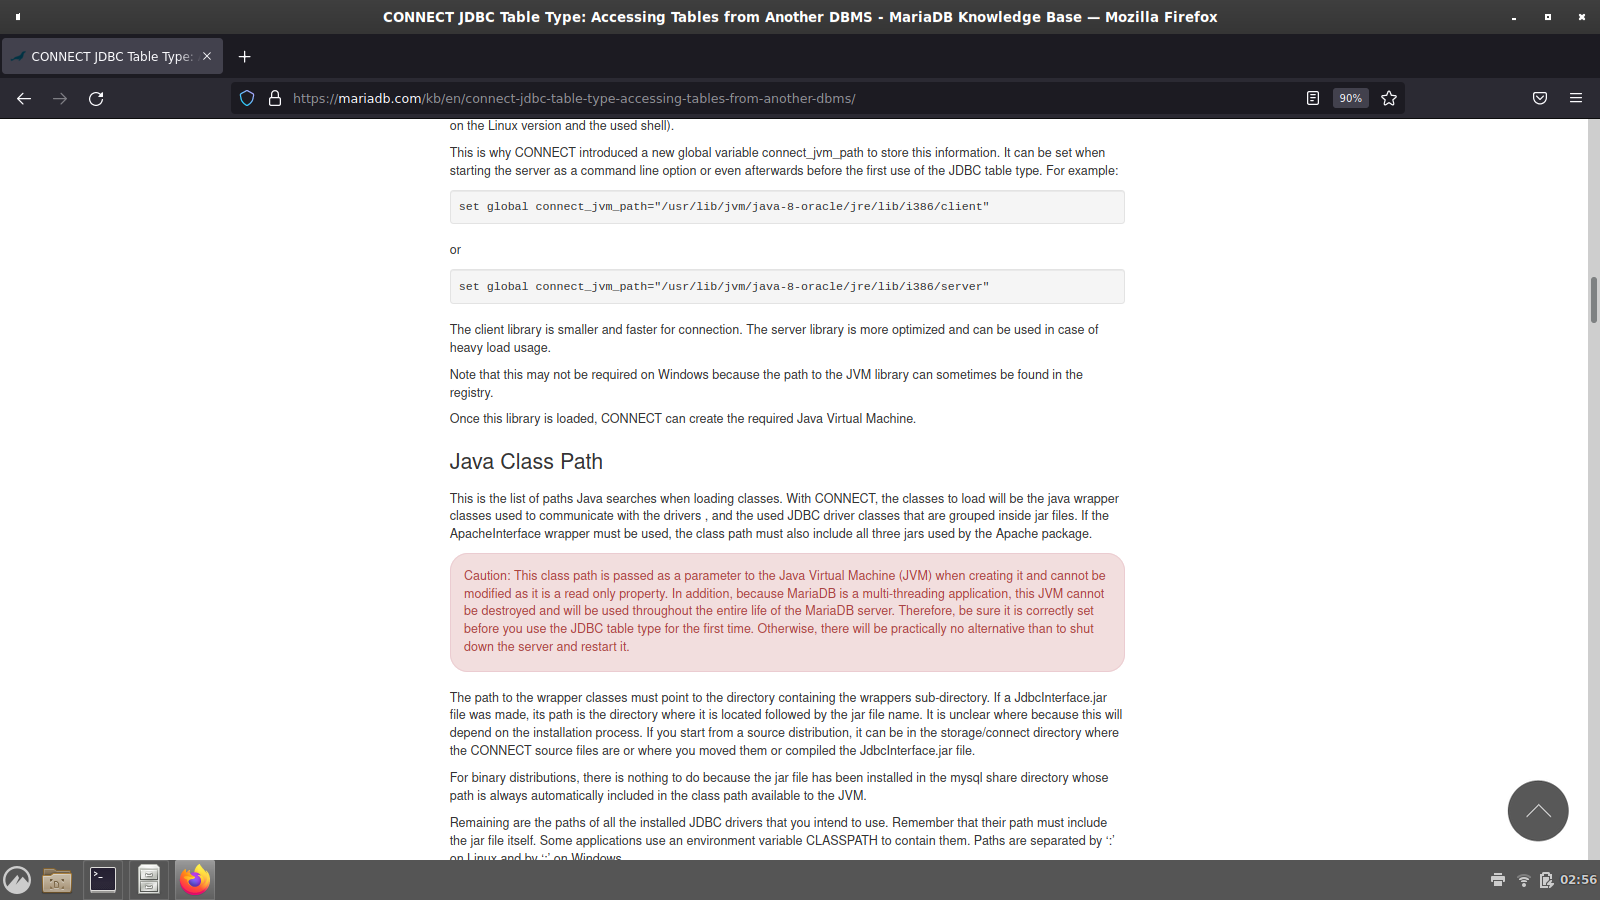 CONNECT JDBC Table Type: Accessing Tables from Another DBMS - MariaDB Knowledge Base — Mozilla Firefox
CONNECT JDBC Table Type:
https://mariadb.com/kb/en/connect-jdbc-table-type-accessing-tables-from-another-dbms/
90%
on the Linux version and the used shell).
This is why CONNECT introduced a new global variable connect_jvm_path to store this information. It can be set when
starting the server as a command line option or even afterwards before the first use of the JDBC table type. For example:
set global connect_jvm_path="/usr/lib/jvm/java-8-oracle/jre/lib/i386/client"
or
set global connect_jvm_path="/usr/lib/jvm/java-8-oracle/jre/lib/i386/server"
The client library is smaller and faster for connection. The server library is more optimized and can be used in case of
heavy load usage.
Note that this may not be required on Windows because the path to the JVM library can sometimes be found in the
registry.
Once this library is loaded, CONNECT can create the required Java Virtual Machine.
Java Class Path
This is the list of paths Java searches when loading classes. With CONNECT, the classes to load will be the java wrapper
classes used to communicate with the drivers , and the used JDBC driver classes that are grouped inside jar files. If the
ApacheInterface wrapper must be used, the class path must also include all three jars used by the Apache package.
Caution: This class path is passed as a parameter to the Java Virtual Machine (JVM) when creating it and cannot be
modified as it is a read only property. In addition, because MariaDB is a multi-threading application, this JVM cannot
be destroyed and will be used throughout the entire life of the MariaDB server. Therefore, be sure it is correctly set
before you use the JDBC table type for the first time. Otherwise, there will be practically no alternative than to shut
down the server and restart it.
The path to the wrapper classes must point to the directory containing the wrappers sub-directory. If a JdbcInterface.jar
file was made, its path is the directory where it is located followed by the jar file name. It is unclear where because this will
depend on the installation process. If you start from a source distribution, it can be in the storage/connect directory where
the CONNECT source files are or where you moved them or compiled the JdbcInterface.jar file.
For binary distributions, there is nothing to do because the jar file has been installed in the mysql share directory whose
path is always automatically included in the class path available to the JVM.
Remaining are the paths of all the installed JDBC drivers that you intend to use. Remember that their path must include
the jar file itself. Some applications use an environment variable CLASSPATH to contain them. Paths are separated by ‘:’
on Linux and by ‘;’ on Windows.
02:56